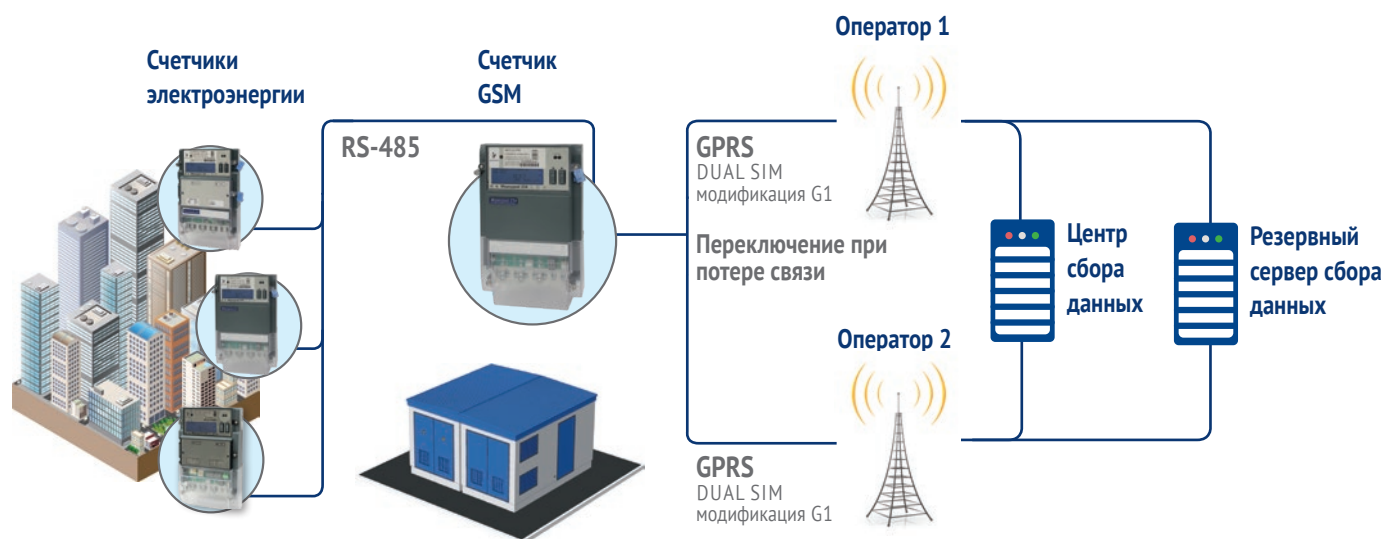 Оператор 1
Счетчики
электроэнергии
Счетчик
GSM
RS-485
GPRS
DUAL SIM
модификация G1
Переключение при
потере связи
Центр
сбора
данных
Резервный
сервер сбора
данных
Оператор 2
GPRS
DUAL SIM
модификация G1